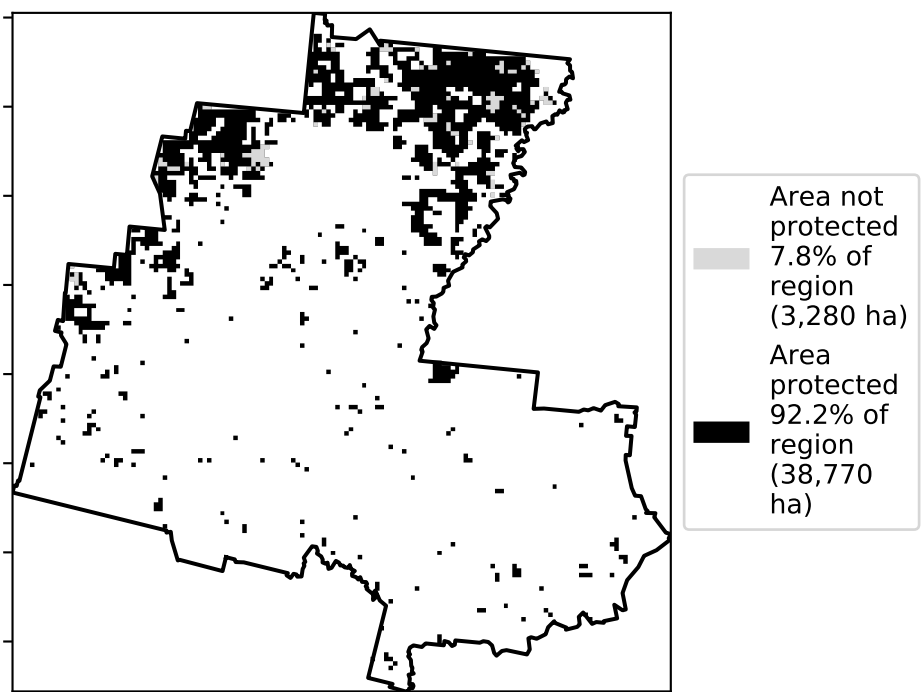 Area not
protected
7.8% of
region
(3,280 ha)
Area
protected
92.2% of
region
(38,770
ha)